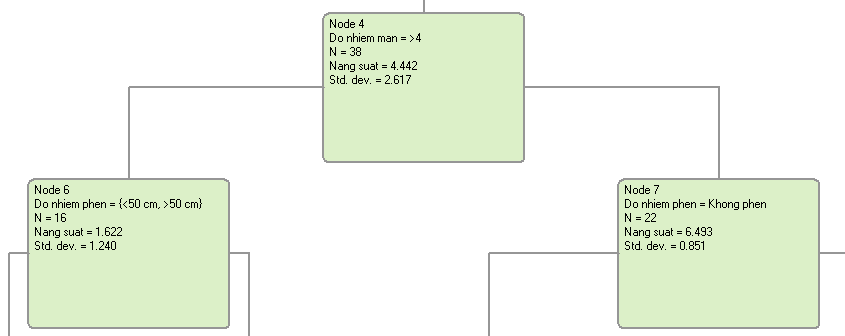 Node 4
Do nhiem man = >4
N = 38
Nang suat = 4.442
Std. dev. = 2.617
Node 6
Do nhiem phen = {<50 cm, >50 cm}
N = 16
Nang suat = 1.622
Std. dev. = 1.240
Node 7
Do nhiem phen = Khong phen
N = 22
Nang suat = 6.493
Std. dev. = 0.851